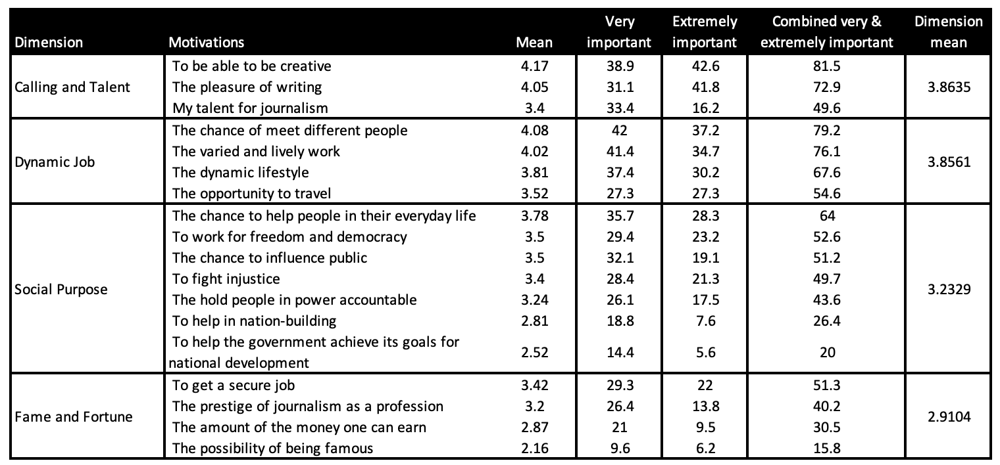 Dimension Motivations Mean Very important Extremely important Combined very & extremely important Dimension mean
Calling and Talent To be able to be creative 4.17 38.9 42.6 81.5 3.8635
The pleasure of writing 4.05 31.1 41.8 72.9
My talent for journalism 3.4 33.4 16.2 49.6
Dynamic Job The chance of meet different people 4.08 42 37.2 79.2 3.8561
The varied and lively work 4.02 41.4 34.7 76.1
The dynamic lifestyle 3.81 37.4 30.2 67.6
The opportunity to travel 3.52 27.3 27.3 54.6
Social Purpose The chance to help people in their everyday life 3.78 35.7 28.3 64 3.2329
To work for freedom and democracy 3.5 29.4 23.2 52.6
The chance to influence public 3.5 32.1 19.1 51.2
To fight injustice 3.4 28.4 21.3 49.7
The hold people in power accountable 3.24 26.1 17.5 43.6
To help in nation-building 2.81 18.8 7.6 26.4
To help the government achieve its goals for
national development 2.52 14.4 5.6 20
Fame and Fortune To get a secure job 3.42 29.3 22 51.3 2.9104
The prestige of journalism as a profession 3.2 26.4 13.8 40.2
The amount of the money one can earn 2.87 21 9.5 30.5
The possibility of being famous 2.16 9.6 6.2 15.8